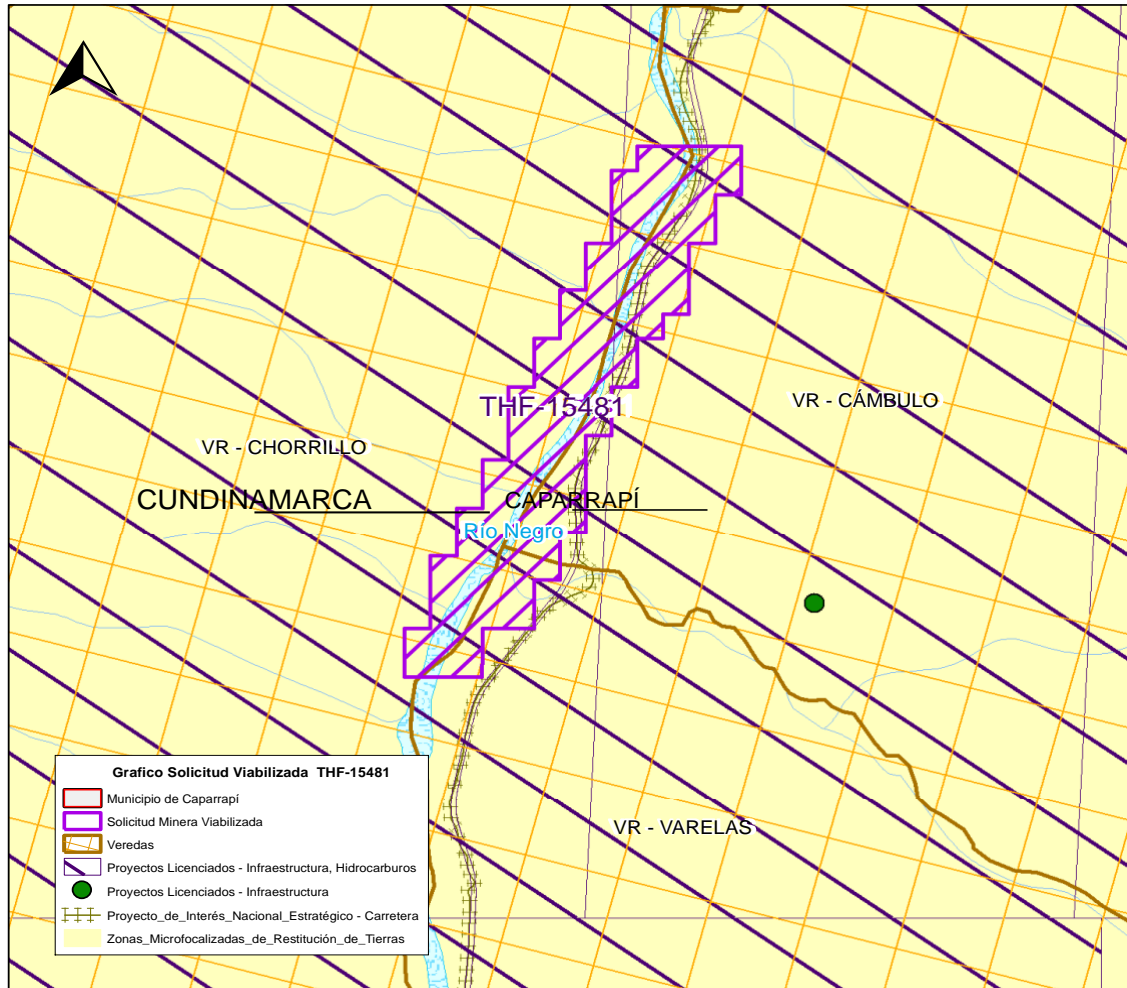 THF-15481
VR - CÁMBULO
VR - CHORRILLO
CUNDINAMARCA
CAPARRAPÍ
Río Negro
VR - VARELAS
Grafico Solicitud Viabilizada THF-15481
Municipio de Caparrapí
Solicitud Minera Viabilizada
Veredas
Proyectos Licenciados - Infraestructura, Hidrocarburos
Proyectos Licenciados - Infraestructura
Proyecto_de_Interés_Nacional_Estratégico - Carretera
Zonas_Microfocalizadas_de_Restitución_de_Tierras